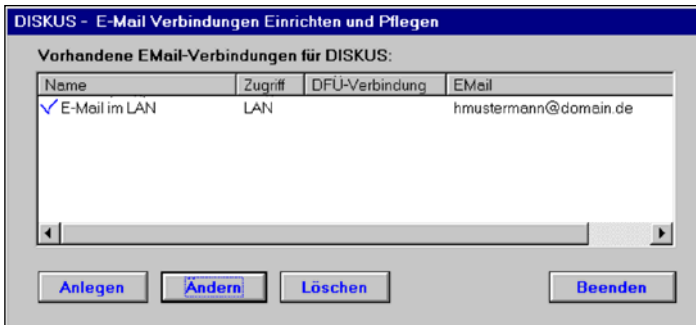 DISKUS - E-Mail Verbindungen Einrichten und Pflegen
Vorhandene EMail-Verbindungen für DISKUS:
Name Zugriff DFÜ-Verbindung EMail
E-Mail im LAN LAN hmustermann@domain.de
Anlegen Ändern Löschen Beenden